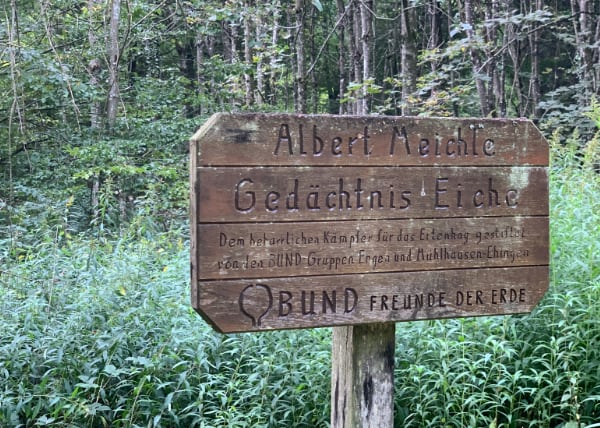 Albert Meichle
Gedächtnis Eiche
Dem beharrlichen Kämpfer für das Ertenhag gestiftet
von den BUND-Gruppen Engen und Mühlhausen-Ehingen
BUND FREUNDE DER ERDE